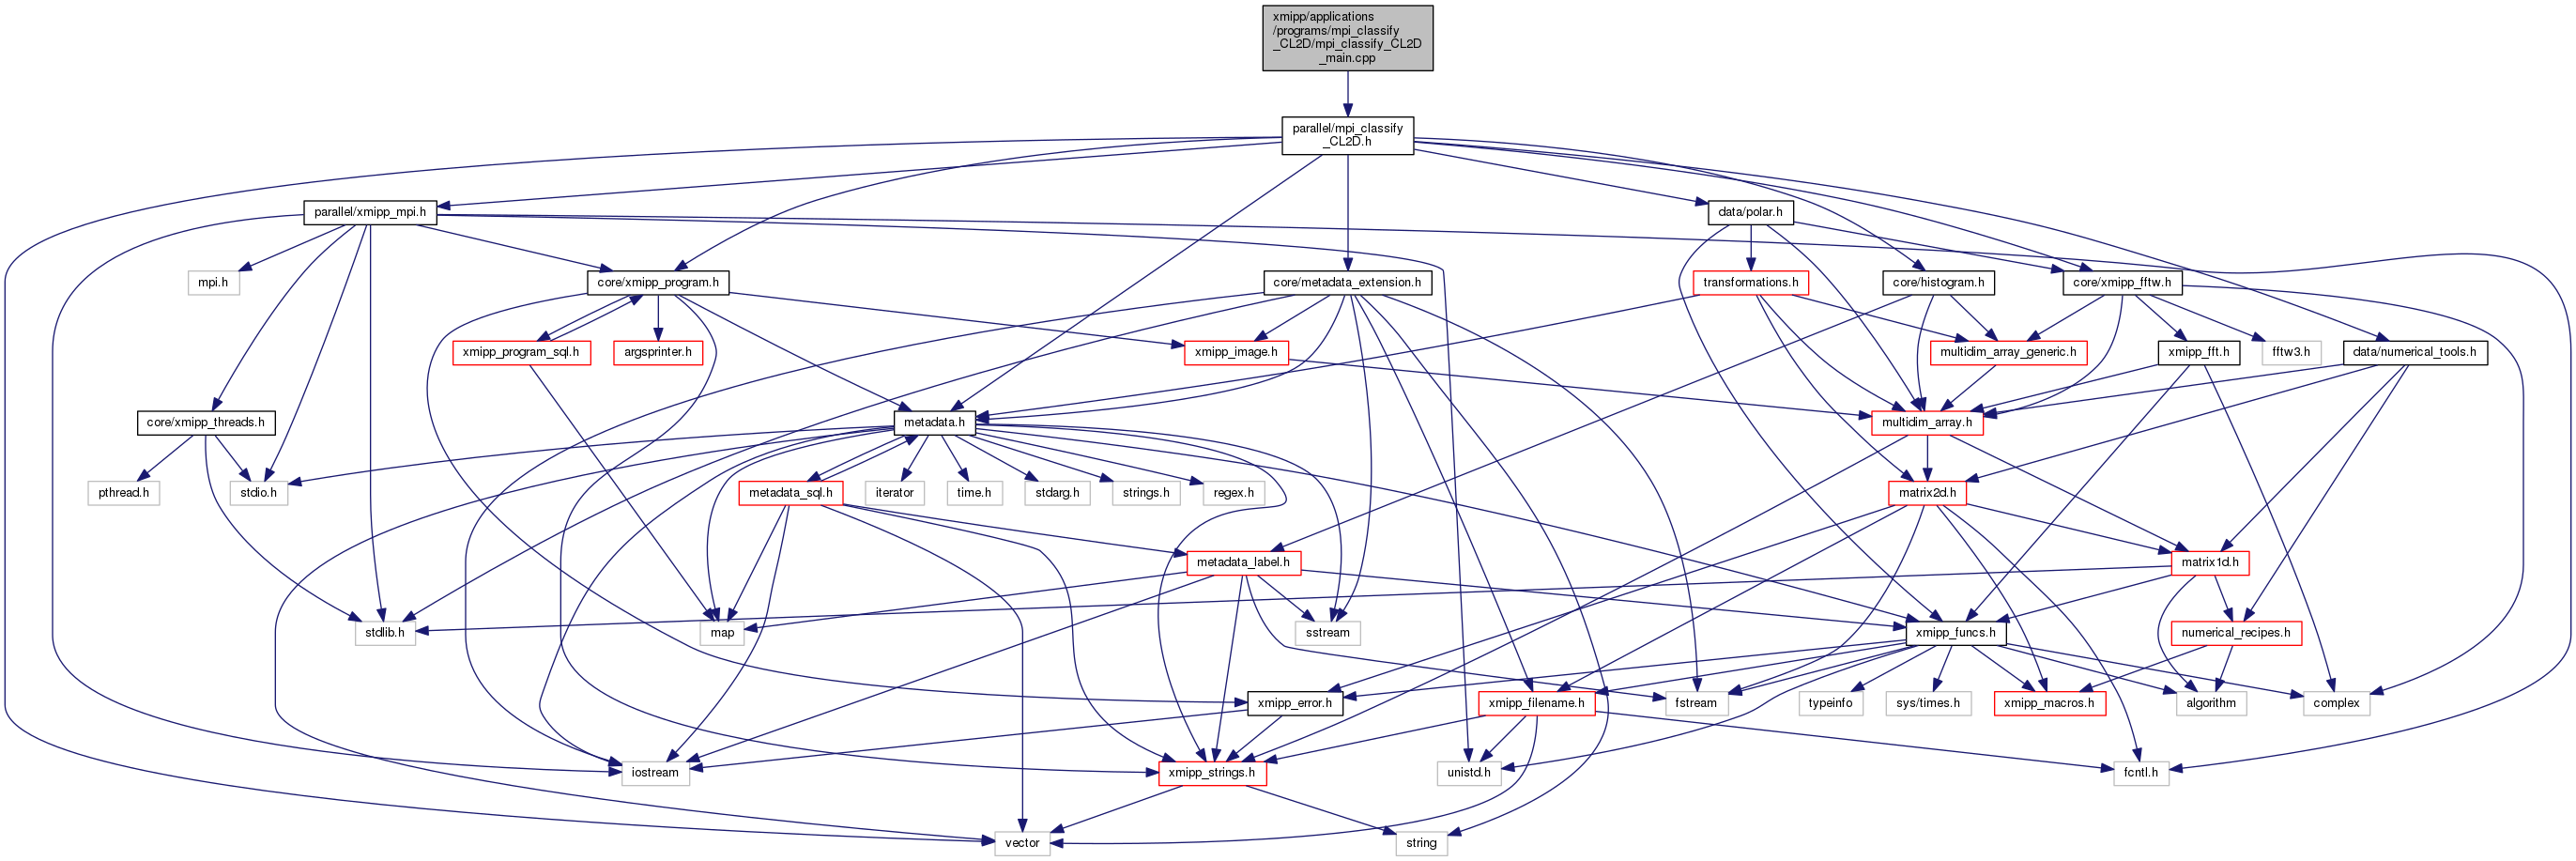 xmipp/applications
/programs/mpi_classify
_CL2D/mpi_classify_CL2D
_main.cpp
parallel/mpi_classify
_CL2D.h
parallel/xmipp_mpi.h
data/polar.h
mpi.h
core/xmipp_program.h
core/metadata_extension.h
transformations.h
core/histogram.h
core/xmipp_fftw.h
xmipp_program_sql.h
argsprinter.h
xmipp_image.h
multidim_array_generic.h
xmipp_fft.h
fftw3.h
data/numerical_tools.h
core/xmipp_threads.h
metadata.h
multidim_array.h
pthread.h
stdio.h
metadata_sql.h
iterator
time.h
stdarg.h
strings.h
regex.h
matrix2d.h
metadata_label.h
matrix1d.h
stdlib.h
map
sstream
xmipp_funcs.h
numerical_recipes.h
xmipp_error.h
xmipp_filename.h
fstream
typeinfo
sys/times.h
xmipp_macros.h
algorithm
complex
iostream
xmipp_strings.h
unistd.h
fcntl.h
vector
string